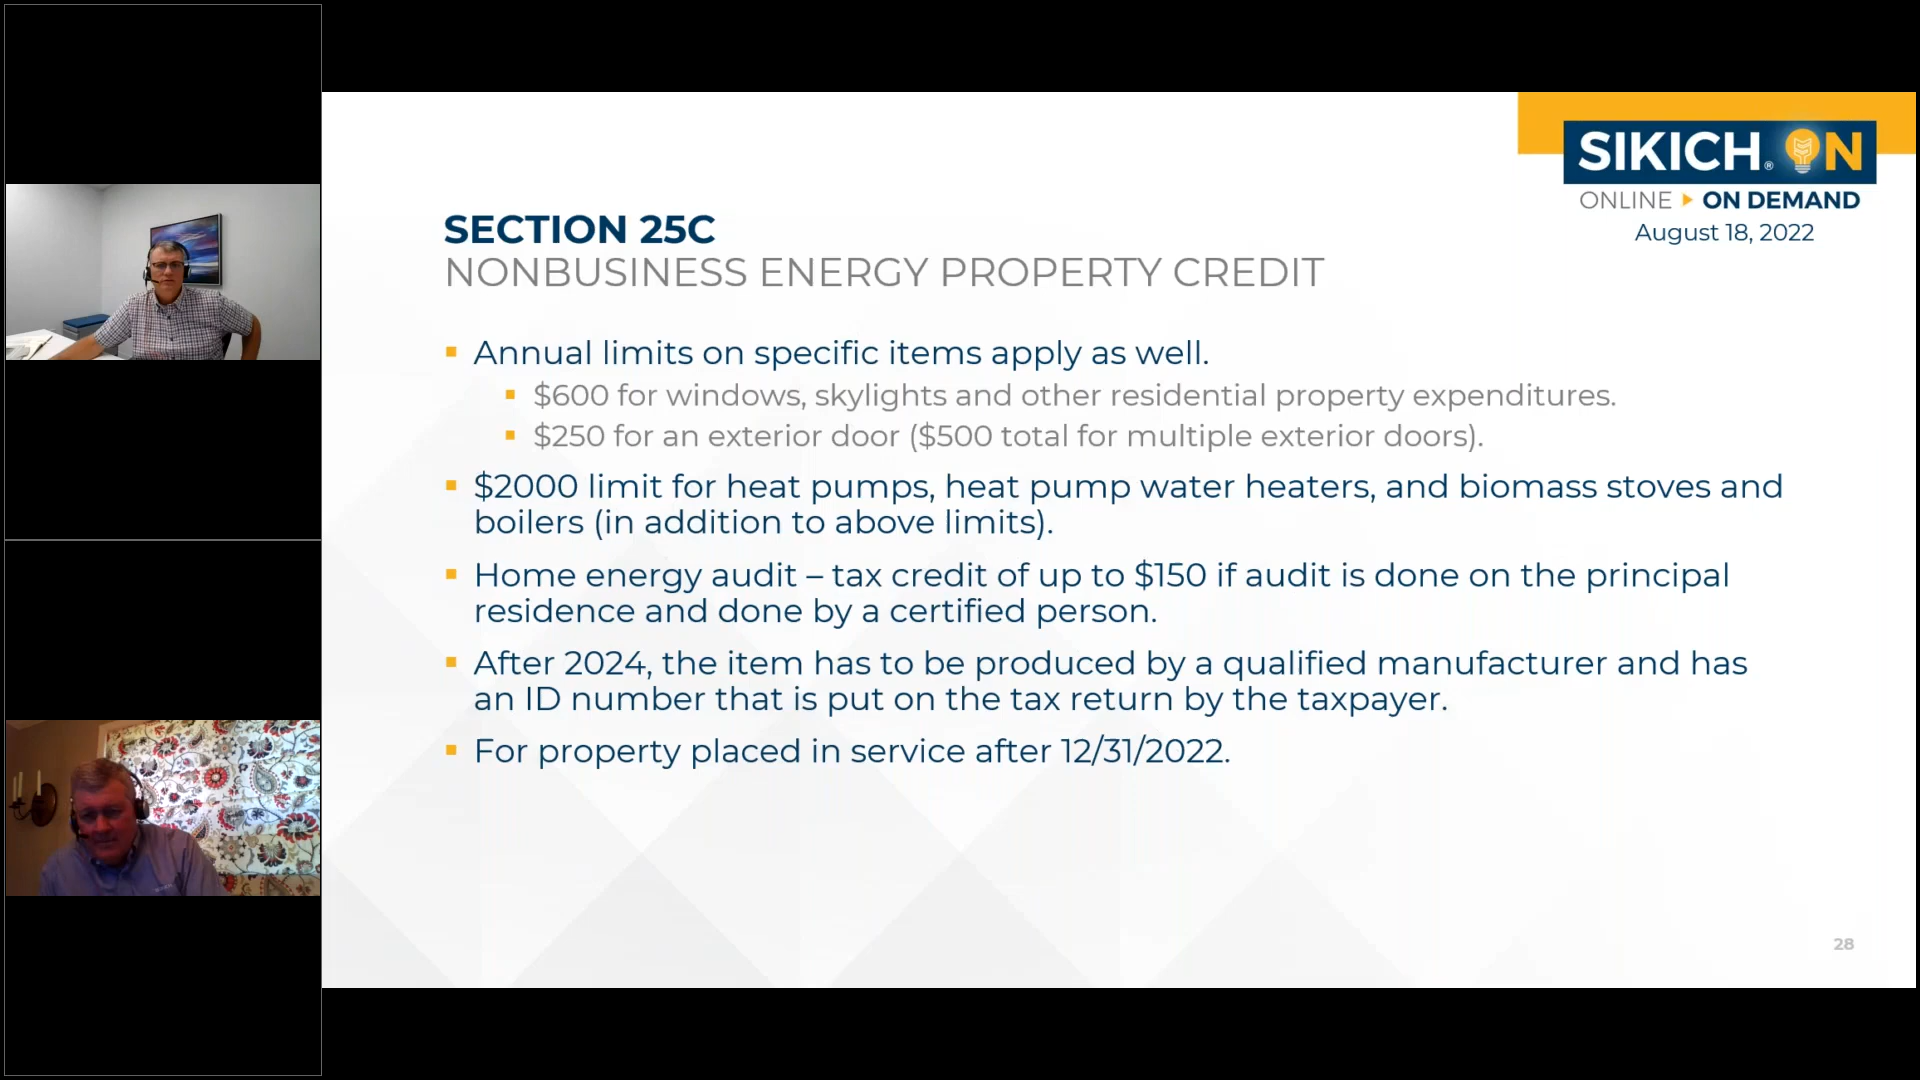 SIKICH® ON
ONLINE ▸ ON DEMAND
August 18, 2022
SECTION 25C
NONBUSINESS ENERGY PROPERTY CREDIT
▪ Annual limits on specific items apply as well.
▪ $600 for windows, skylights and other residential property expenditures.
▪ $250 for an exterior door ($500 total for multiple exterior doors).
▪ $2000 limit for heat pumps, heat pump water heaters, and biomass stoves and
boilers (in addition to above limits).
▪ Home energy audit – tax credit of up to $150 if audit is done on the principal
residence and done by a certified person.
▪ After 2024, the item has to be produced by a qualified manufacturer and has
an ID number that is put on the tax return by the taxpayer.
▪ For property placed in service after 12/31/2022.
28